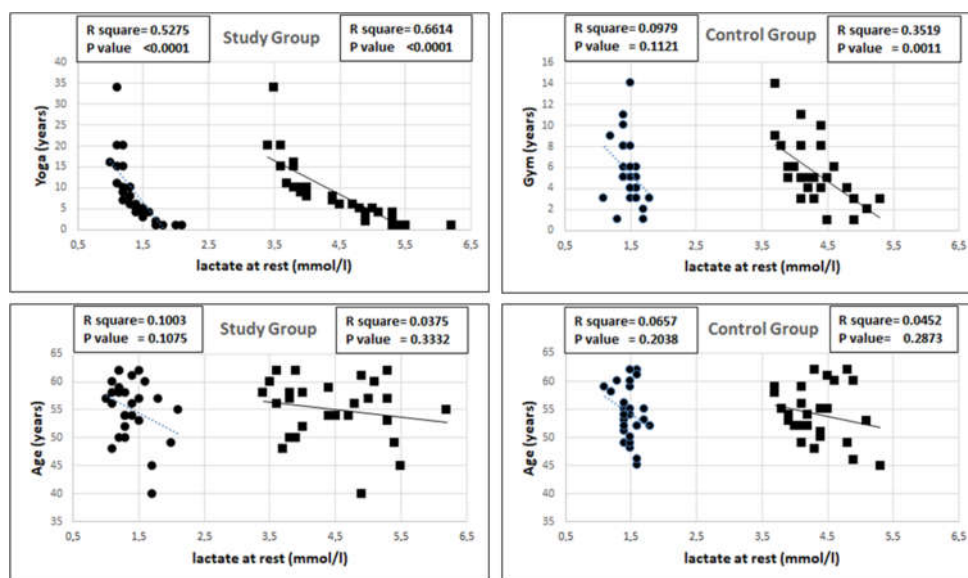 R square= 0.5275
P value <0.0001
Study Group
R square= 0.6614
P value <0.0001
Yoga (years)
40
35
30
25
20
15
10
5
0
0,5 1,5 2,5 3,5 4,5 5,5 6,5
lactate at rest (mmol/l)
R square= 0.0979
P value = 0.1121
Control Group
R square= 0.3519
P value = 0.0011
Gym (years)
16
14
12
10
8
6
4
2
0
0,5 1,5 2,5 3,5 4,5 5,5 6,5
lactate at rest (mmol/l)
R square= 0.1003
P value = 0.1075
Study Group
R square= 0.0375
P value = 0.3332
Age (years)
65
60
55
50
45
40
35
0,5 1,5 2,5 3,5 4,5 5,5 6,5
lactate at rest (mmol/l)
R square= 0.0657
P value = 0.2038
Control Group
R square= 0.0452
P value= 0.2873
Age (years)
65
60
55
50
45
40
35
0,5 1,5 2,5 3,5 4,5 5,5 6,5
lactate at rest (mmol/l)